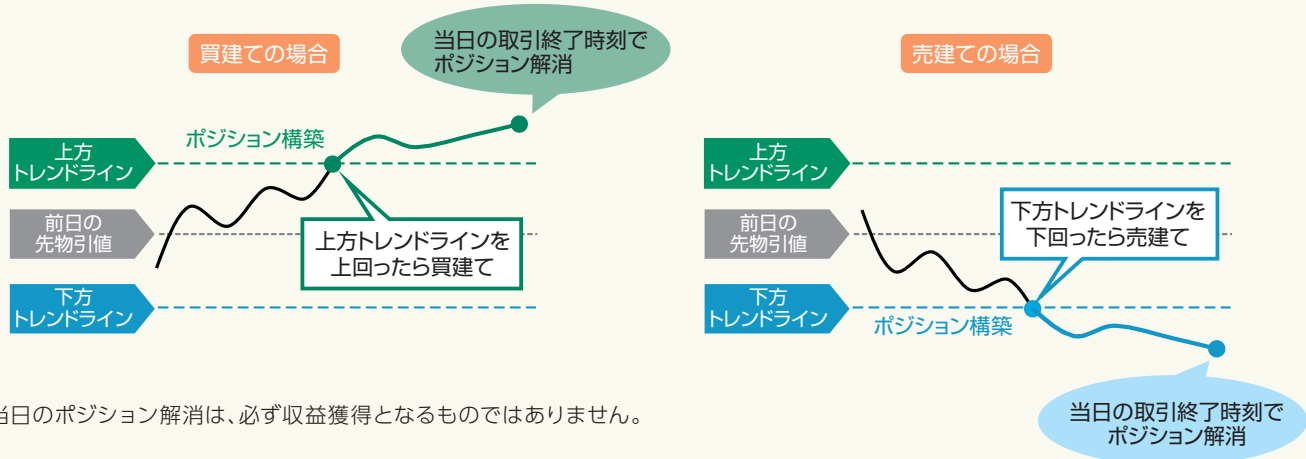 買建ての場合
当日の取引終了時刻で
ポジション解消
ポジション構築
上方
トレンドライン
前日の
先物引値
上方トレンドラインを
上回ったら買建て
下方
トレンドライン
売建ての場合
上方
トレンドライン
前日の
先物引値
下方トレンドラインを
下回ったら売建て
下方
トレンドライン
ポジション構築
当日の取引終了時刻で
ポジション解消
当日のポジション解消は、必ず収益獲得となるものではありません。